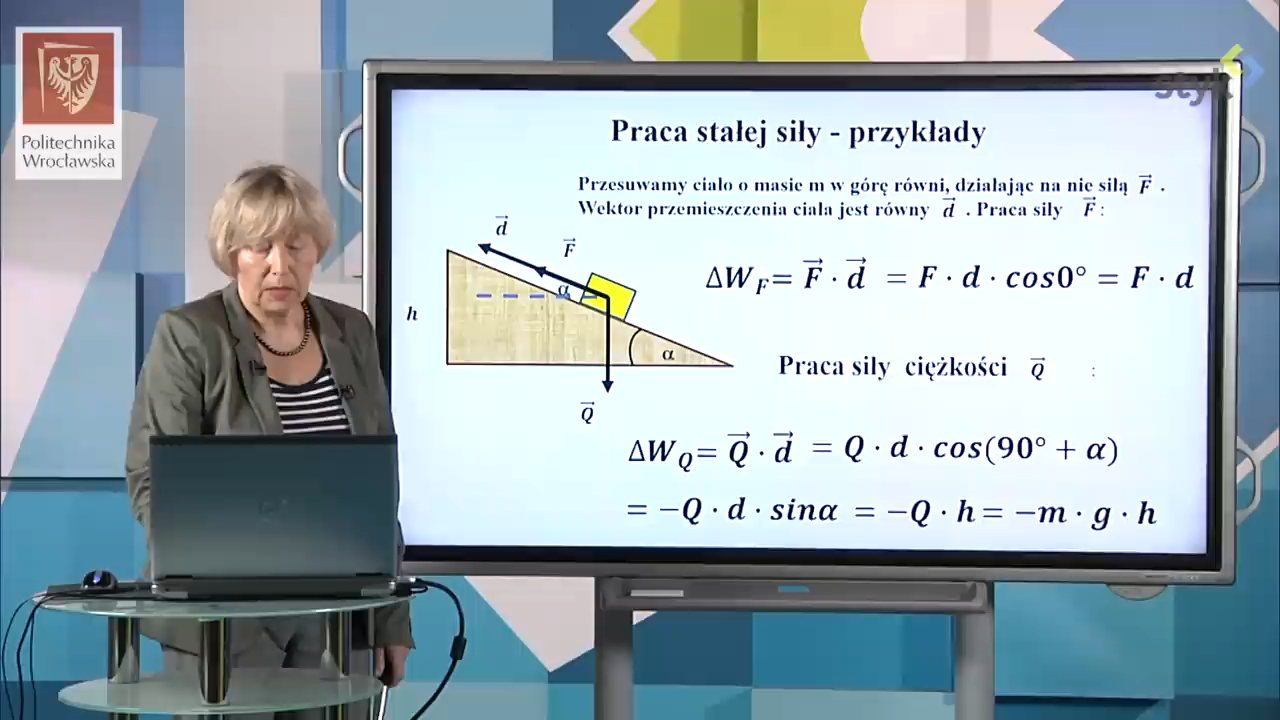 Politechnika
Wrocławska
styk
Praca stałej siły - przykłady
Przesuwamy ciało o masie m w górę równi, działając na nie siłą F⃗ .
Wektor przemieszczenia ciała jest równy d⃗ . Praca siły F⃗ :
d⃗
F⃗
α
h
α
Q⃗
ΔW_F= F⃗ · d⃗ = F · d · cos0° = F · d
Praca siły ciężkości Q⃗ :
ΔW_Q= Q⃗ · d⃗ = Q · d · cos(90° + α)
= −Q · d · sinα = −Q · h = −m · g · h